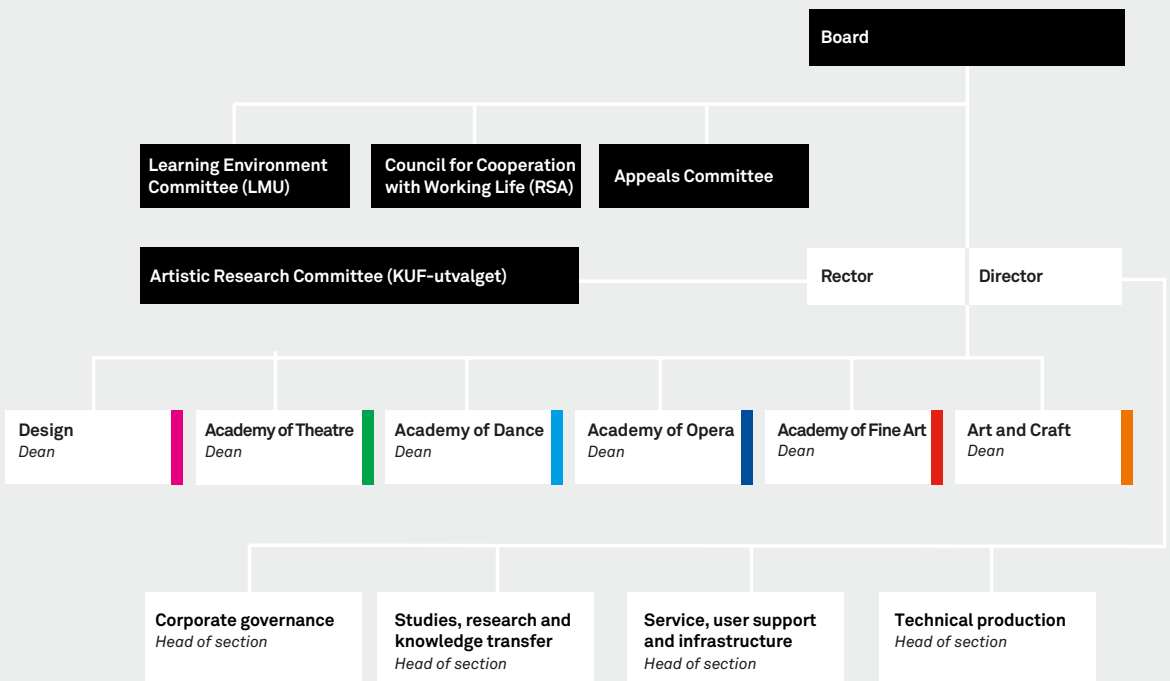 Board
Learning Environment
Committee (LMU)
Council for Cooperation
with Working Life (RSA)
Appeals Committee
Artistic Research Committee (KUF-utvalget)
Rector
Director
Design
Dean
Academy of Theatre
Dean
Academy of Dance
Dean
Academy of Opera
Dean
Academy of Fine Art
Dean
Art and Craft
Dean
Corporate governance
Head of section
Studies, research and
knowledge transfer
Head of section
Service, user support
and infrastructure
Head of section
Technical production
Head of section